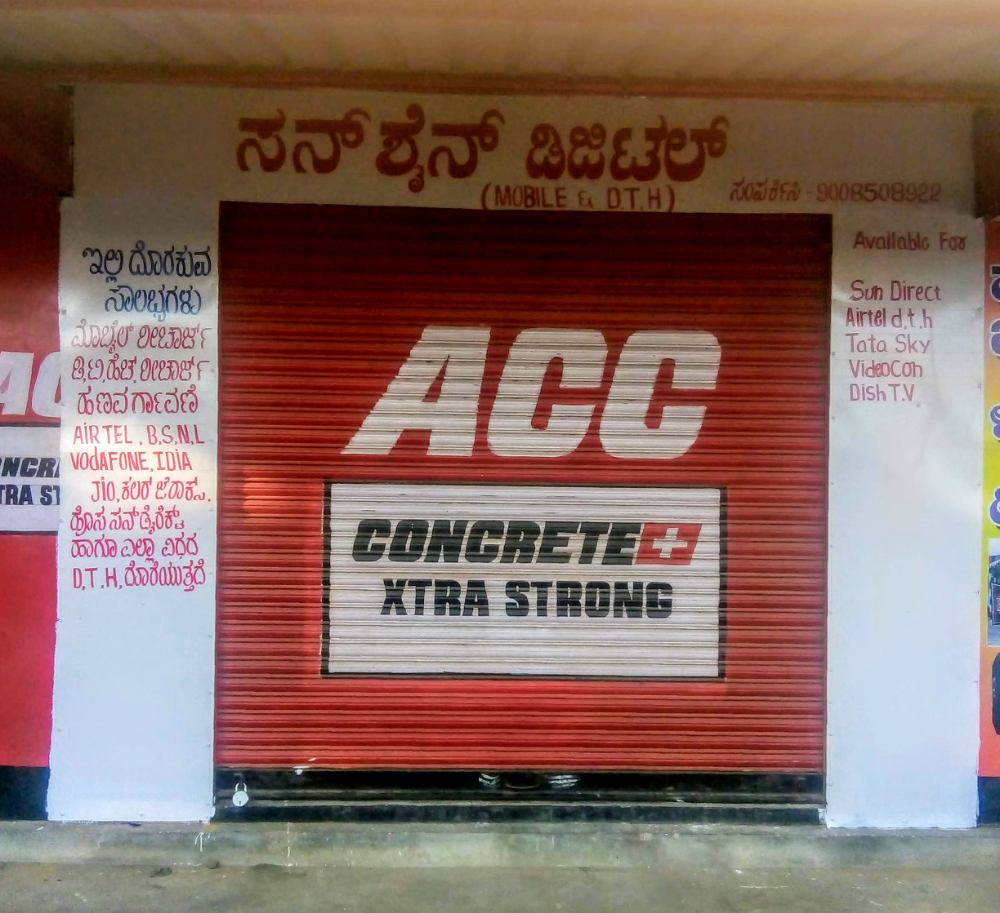 ಸನ್ ಶೈನ್ ಡಿಜಿಟಲ್
(MOBILE & D.T.H)
ಸಂಪರ್ಕಿಸಿ - 9008508922
ಇಲ್ಲಿ ದೊರಕುವ
ಸೌಲಭ್ಯಗಳು
ಮೊಬೈಲ್ ರೀಚಾರ್ಜ್
ಡಿ.ಟಿ.ಹೆಚ್. ರೀಚಾರ್ಜ್
ಹಣವರ್ಗಾವಣೆ
AIRTEL, B.S.N.L
VodAFONE, IDIA
JIO, ಕಲರ್ ಜೆರಾಕ್ಸ,
ಹೊಸ ಸನ್‌ಡೈರೆಕ್ಟ್
ಹಾಗೂ ಎಲ್ಲಾ ವಿಧದ
D.T.H. ದೊರೆಯುತ್ತದೆ
ACC
CONCRETE+
XTRA STRONG
Available For
Sun Direct
Airtel d.t.h
Tata Sky
VideoCon
Dish T.V